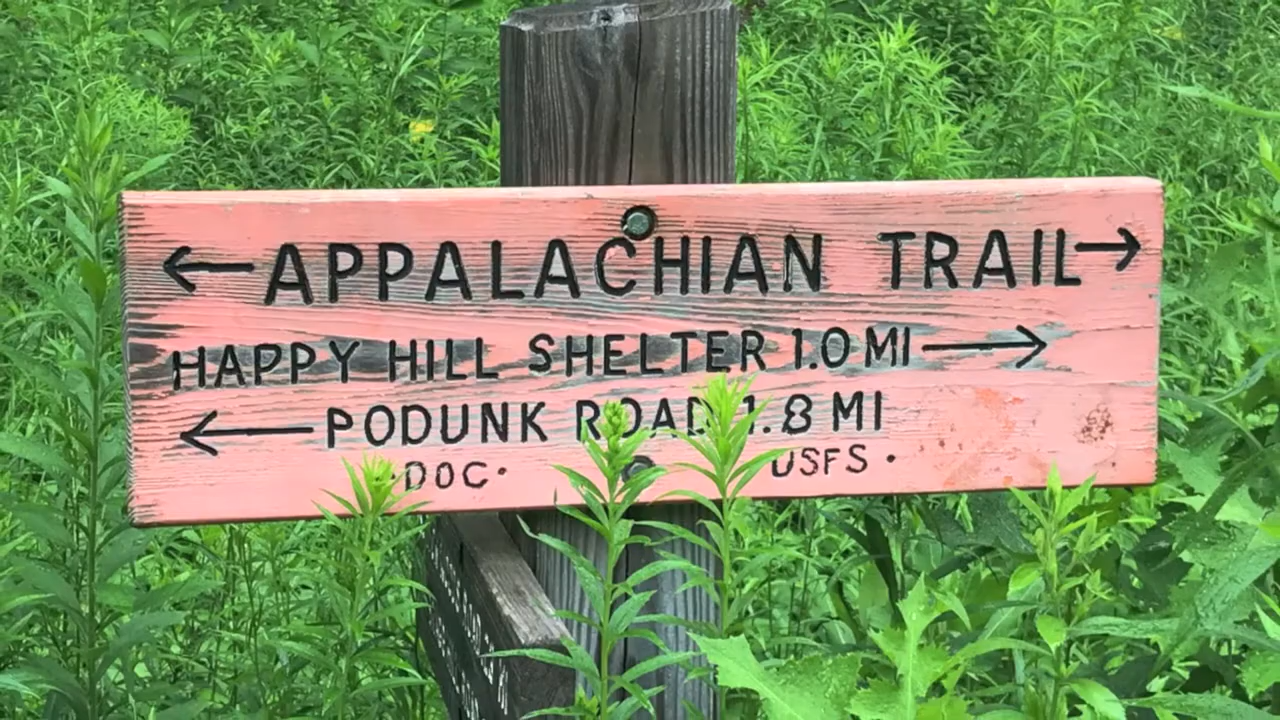 ← APPALACHIAN TRAIL →
HAPPY HILL SHELTER 1.0 MI →
← PODUNK ROAD 1.8 MI
DOC. USFS.